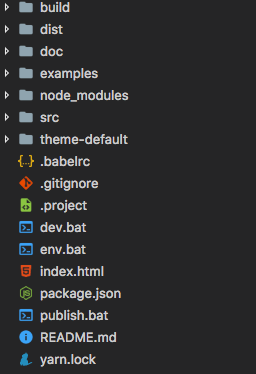 build
dist
doc
examples
node_modules
src
theme-default
.babelrc
.gitignore
.project
dev.bat
env.bat
index.html
package.json
publish.bat
README.md
yarn.lock